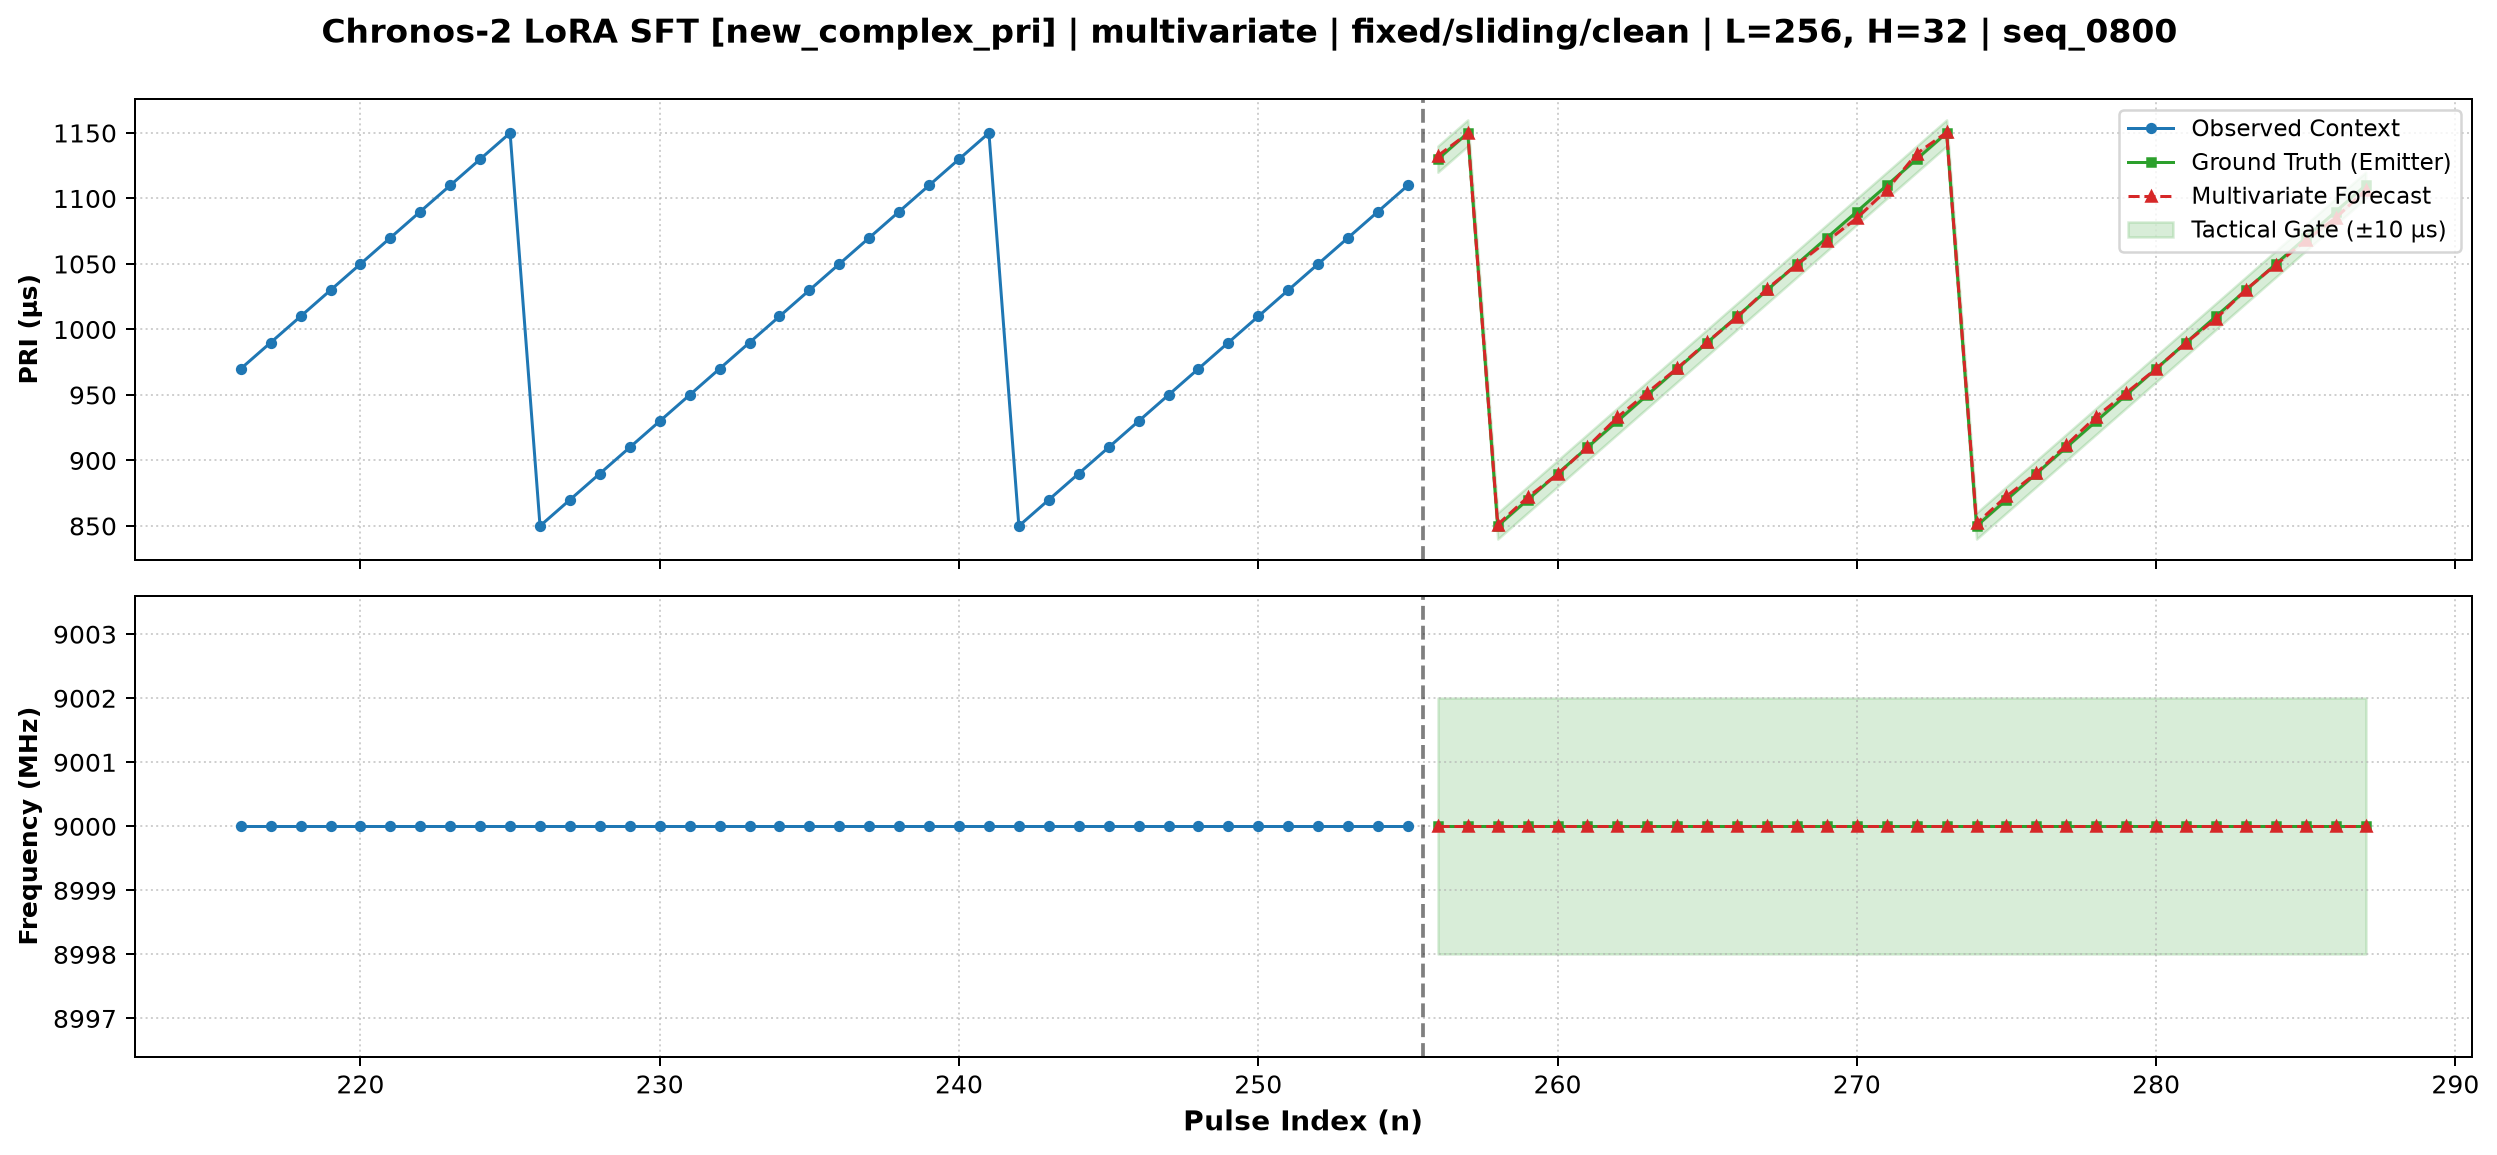 Chronos-2 LoRA SFT [new_complex_pri] | multivariate | fixed/sliding/clean | L=256, H=32 | seq_0800
PRI (µs)
1150
1100
1050
1000
950
900
850
Observed Context
Ground Truth (Emitter)
Multivariate Forecast
Tactical Gate (±10 µs)
Frequency (MHz)
9003
9002
9001
9000
8999
8998
8997
220 230 240 250 260 270 280 290
Pulse Index (n)